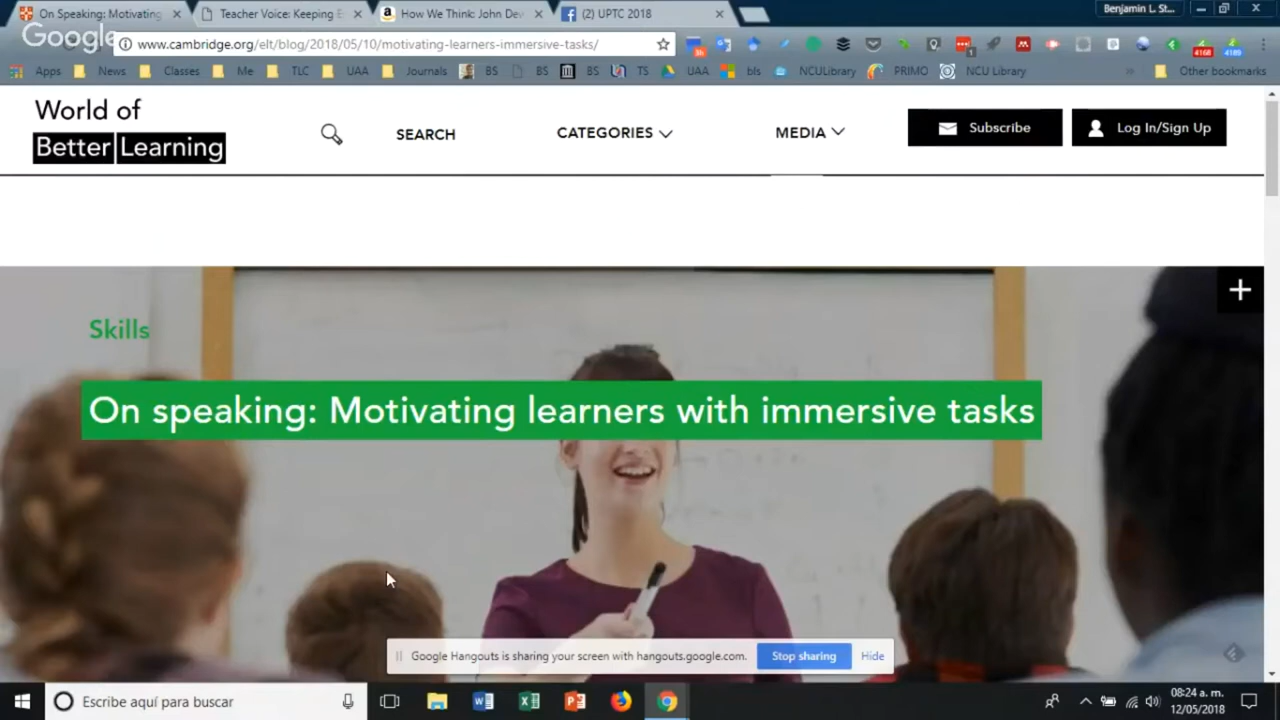 On Speaking: Motivating
Teacher Voice: Keeping E
How We Think: John Dev
(2) UPTC 2018
Benjamin L. St...
Google
www.cambridge.org/elt/blog/2018/05/10/motivating-learners-immersive-tasks/
4168
4189
Apps
News
Classes
Me
TLC
UAA
Journals
BS
BS
BS
TS
UAA
bls
NCULibrary
PRIMO
NCU Library
»
Other bookmarks
World of
Better Learning
SEARCH
CATEGORIES
MEDIA
Subscribe
Log In/Sign Up
Skills
On speaking: Motivating learners with immersive tasks
Google Hangouts is sharing your screen with hangouts.google.com.
Stop sharing
Hide
Escribe aquí para buscar
08:24 a. m.
12/05/2018